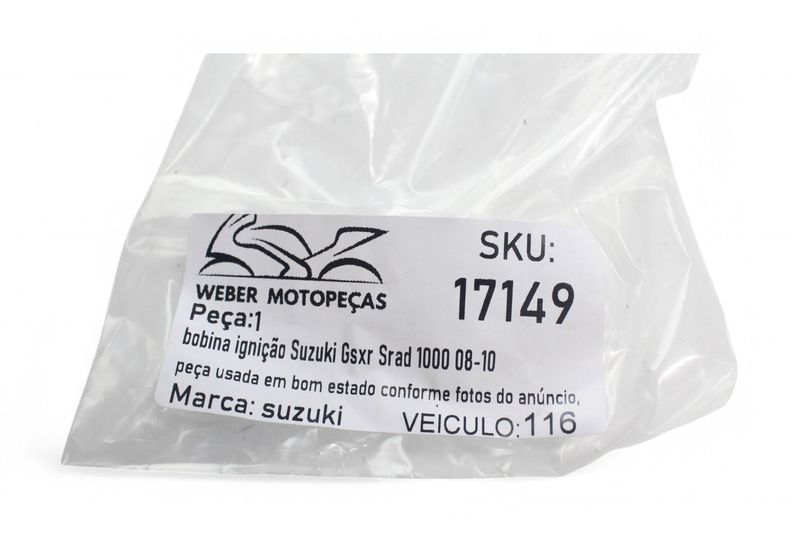 SKU:
17149
WEBER MOTOPEÇAS
Peça:1
bobina ignição Suzuki Gsxr Srad 1000 08-10
peça usada em bom estado conforme fotos do anúncio,
Marca: suzuki VEICULO:116